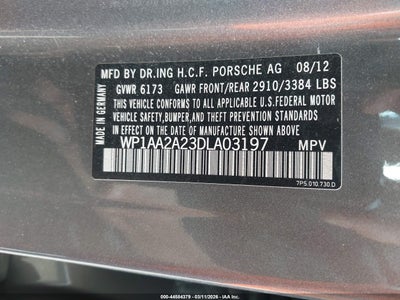 MFD BY DR.ING H.C.F. PORSCHE AG 08/12
GVWR 6173 GAWR FRONT/REAR 2910/3384 LBS
THIS VEHICLE CONFORMS TO ALL APPLICABLE
U.S.FEDERAL MOTOR
VEHICLE SAFETY,BUMPER,AND THEFT
PREVENTION STANDARDS
IN EFFECT ON THE DATE OF MANUFACTURE
SHOWN ABOVE.
WP1AA2A23DLA03197 MPV
MADE IN GERMANY
7P5.010.730.D
000-44584379 - 03/11/2026 - IAA